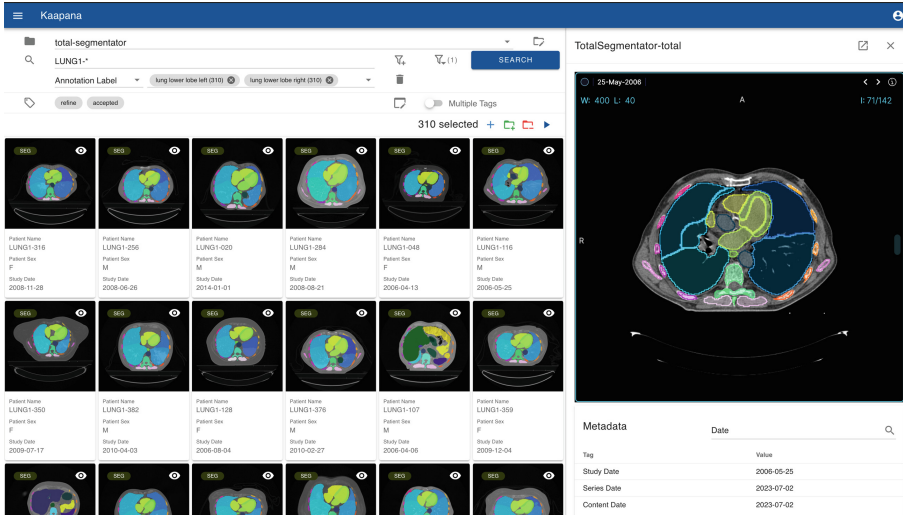 Kaapana
total-segmentator
LUNG1-*
(1)
SEARCH
Annotation Label
lung lower lobe left (310)
lung lower lobe right (310)
refine
accepted
Multiple Tags
310 selected
SEG
SEG
SEG
SEG
SEG
SEG
Patient Name
LUNG1-316
Patient Sex
F
Study Date
2008-11-28
Patient Name
LUNG1-256
Patient Sex
M
Study Date
2008-06-26
Patient Name
LUNG1-020
Patient Sex
M
Study Date
2014-01-01
Patient Name
LUNG1-284
Patient Sex
M
Study Date
2008-08-21
Patient Name
LUNG1-048
Patient Sex
F
Study Date
2006-04-13
Patient Name
LUNG1-116
Patient Sex
M
Study Date
2006-05-25
SEG
SEG
SEG
SEG
SEG
SEG
Patient Name
LUNG1-350
Patient Sex
F
Study Date
2009-07-17
Patient Name
LUNG1-382
Patient Sex
M
Study Date
2010-04-03
Patient Name
LUNG1-128
Patient Sex
F
Study Date
2006-08-04
Patient Name
LUNG1-376
Patient Sex
M
Study Date
2010-02-27
Patient Name
LUNG1-107
Patient Sex
M
Study Date
2006-04-06
Patient Name
LUNG1-359
Patient Sex
F
Study Date
2009-12-04
SEG
SEG
SEG
SEG
SEG
SEG
TotalSegmentator-total
25-May-2006
W: 400 L: 40
A
I: 71/142
R
Metadata
Date
Tag
Value
Study Date
2006-05-25
Series Date
2023-07-02
Content Date
2023-07-02